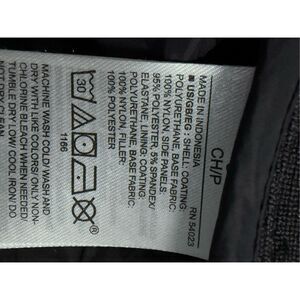 CH/P
RN 54023
MADE IN INDONESIA
■ US/GB/EG: SHELL: COATING:
POLYURETHANE, BASE FABRIC:
100% NYLON, SIDE PANELS:
95% POLYESTER, 5% SPANDEX/
ELASTANE, LINING COATING:
POLYURETHANE, BASE FABRIC:
100% NYLON, FILLER:
100% POLYESTER
30
1166
MACHINE WASH COLD/ WASH AND
DRY WITH LIKE COLORS/ ONLY NON-
CHLORINE BLEACH WHEN NEEDED/
TUMBLE DRY LOW/ COOL IRON/ DO